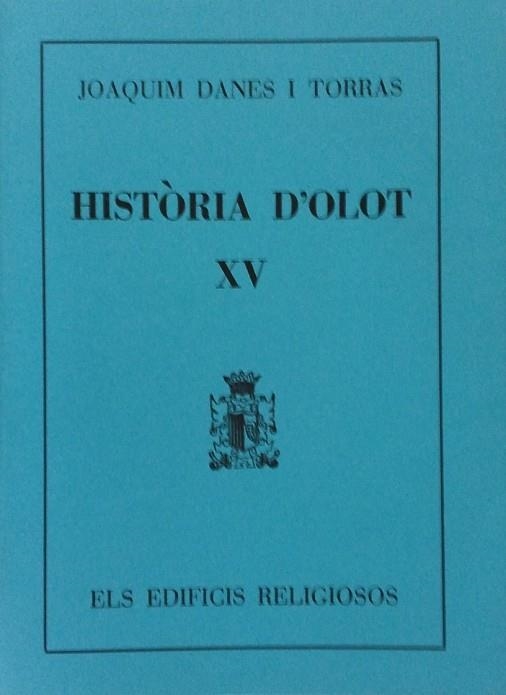 JOAQUIM DANES I TORRAS
HISTÒRIA D'OLOT
XV
ELS EDIFICIS RELIGIOSOS